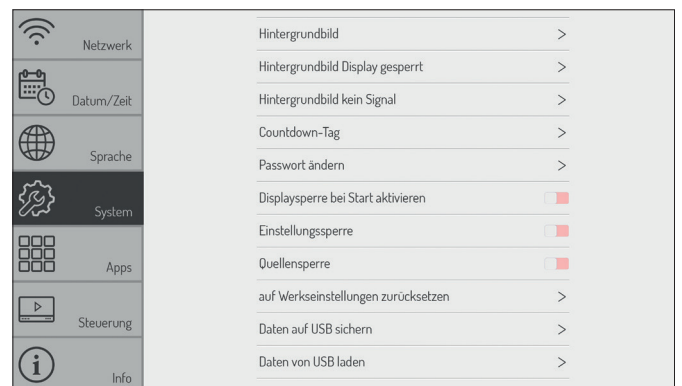 Netzwerk
Datum/Zeit
Sprache
System
Apps
Steuerung
Info
Hintergrundbild
Hintergrundbild Display gesperrt
Hintergrundbild kein Signal
Countdown-Tag
Passwort ändern
Displaysperre bei Start aktivieren
Einstellungssperre
Quellensperre
auf Werkseinstellungen zurücksetzen
Daten auf USB sichern
Daten von USB laden